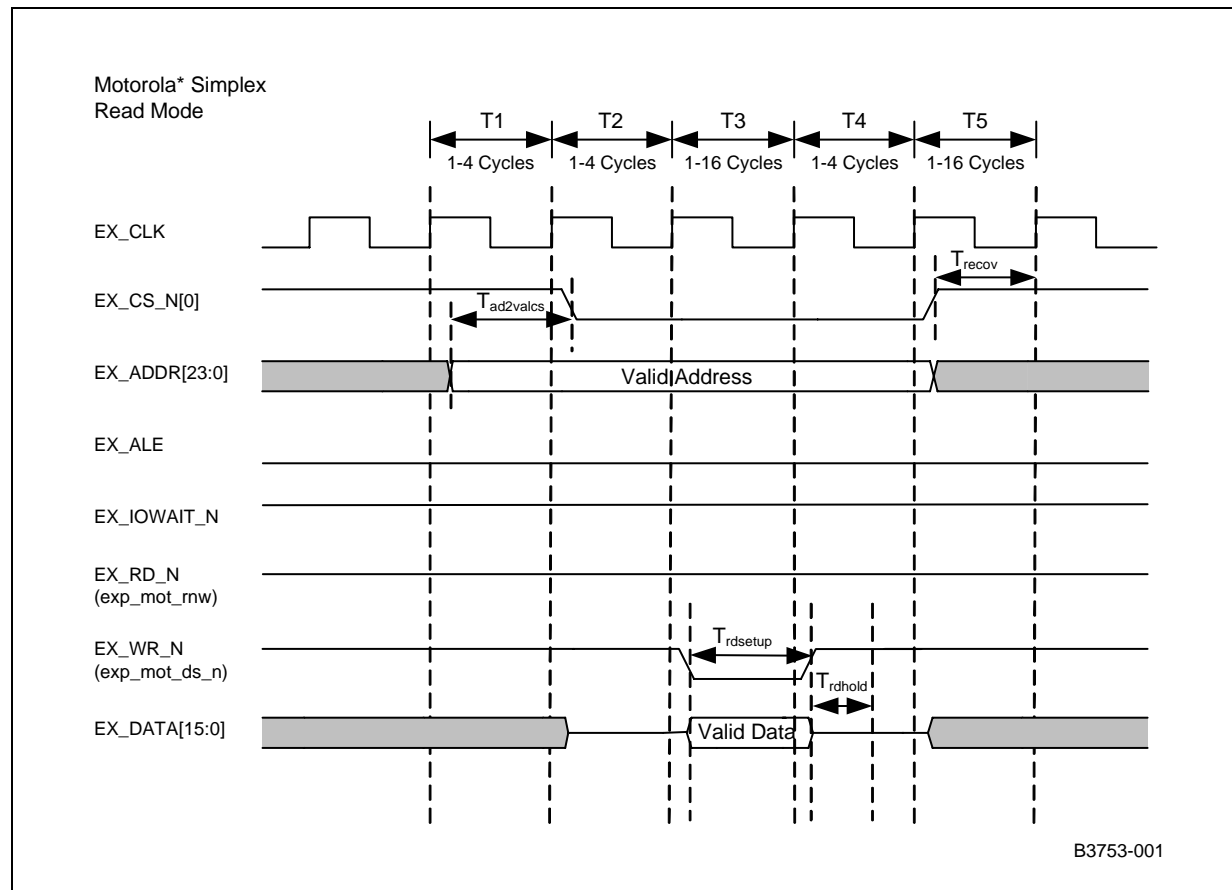 Motorola* Simplex
Read Mode
T1 T2 T3 T4 T5
1-4 Cycles 1-4 Cycles 1-16 Cycles 1-4 Cycles 1-16 Cycles
EX_CLK
Trecov
EX_CS_N[0]
Tad2valcs
EX_ADDR[23:0]
Valid Address
EX_ALE
EX_IOWAIT_N
EX_RD_N
(exp_mot_rnw)
EX_WR_N
Trdsetup
(exp_mot_ds_n)
Trdhold
EX_DATA[15:0]
Valid Data
B3753-001